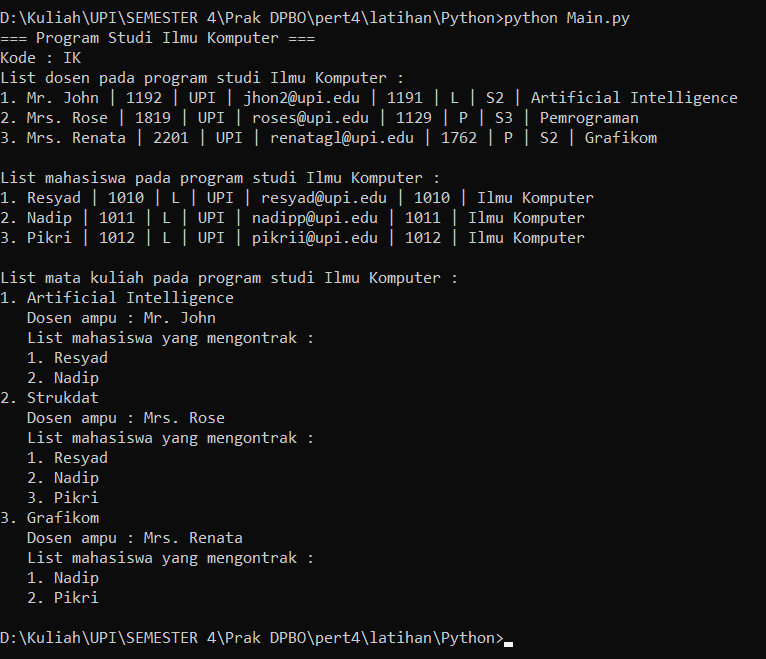 D:\Kuliah\UPI\SEMESTER 4\Prak DPBO\pert4\latihan\Python>python Main.py
=== Program Studi Ilmu Komputer ===
Kode : IK
List dosen pada program studi Ilmu Komputer :
1. Mr. John | 1192 | UPI | jhon2@upi.edu | 1191 | L | S2 | Artificial Intelligence
2. Mrs. Rose | 1819 | UPI | roses@upi.edu | 1129 | P | S3 | Pemrograman
3. Mrs. Renata | 2201 | UPI | renatagl@upi.edu | 1762 | P | S2 | Grafikom

List mahasiswa pada program studi Ilmu Komputer :
1. Resyad | 1010 | L | UPI | resyad@upi.edu | 1010 | Ilmu Komputer
2. Nadip | 1011 | L | UPI | nadipp@upi.edu | 1011 | Ilmu Komputer
3. Pikri | 1012 | L | UPI | pikrii@upi.edu | 1012 | Ilmu Komputer

List mata kuliah pada program studi Ilmu Komputer :
1. Artificial Intelligence
   Dosen ampu : Mr. John
   List mahasiswa yang mengontrak :
   1. Resyad
   2. Nadip
2. Strukdat
   Dosen ampu : Mrs. Rose
   List mahasiswa yang mengontrak :
   1. Resyad
   2. Nadip
   3. Pikri
3. Grafikom
   Dosen ampu : Mrs. Renata
   List mahasiswa yang mengontrak :
   1. Nadip
   2. Pikri

D:\Kuliah\UPI\SEMESTER 4\Prak DPBO\pert4\latihan\Python>